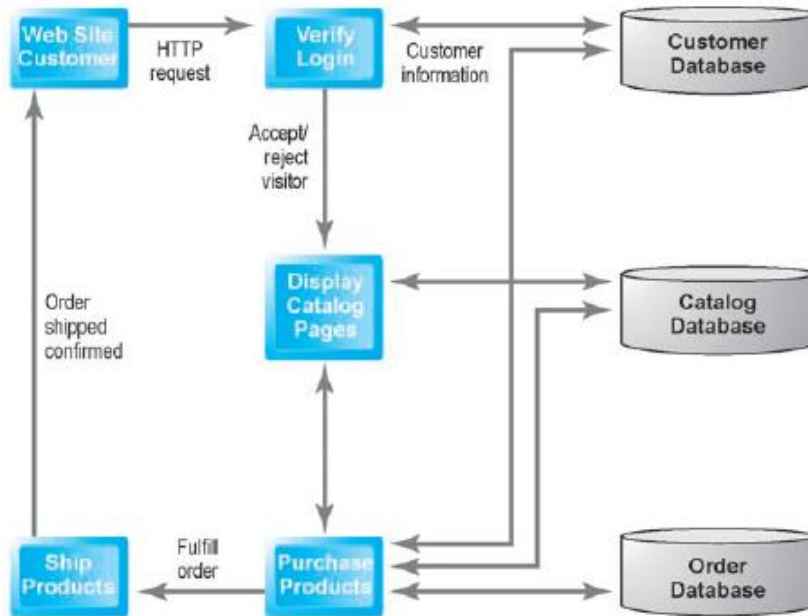 Web Site
Customer
HTTP
request
Verify
Login
Customer
information
Customer
Database
Accept/
reject
visitor
Display
Catalog
Pages
Catalog
Database
Order
shipped
confirmed
Ship
Products
Fulfill
order
Purchase
Products
Order
Database